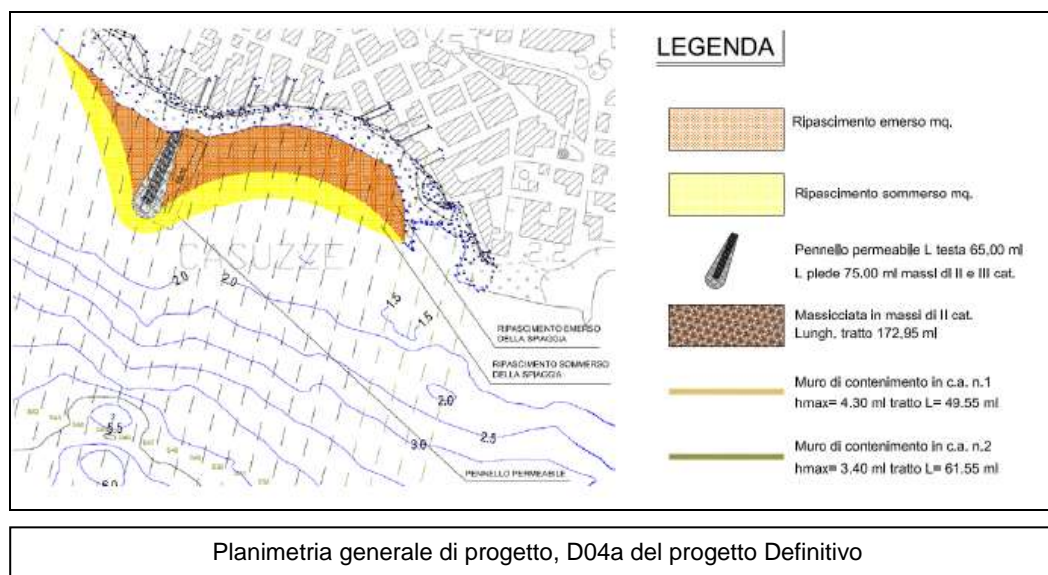 LEGENDA
Ripascimento emerso mq.
Ripascimento sommerso mq.
Pennello permeabile L testa 65,00 ml
L piede 75.00 ml massi di II e III cat.
Massicciata in massi di II cat.
Lungh. tratto 172,95 ml
Muro di contenimento in c.a. n.1
hmax= 4.30 ml tratto L= 49.55 ml
Muro di contenimento in c.a. n.2
hmax= 3,40 ml tratto L= 61.55 ml
CASUZZE
2.0
2.0
1.5
1.5
RIPASCIMENTO EMERSO
DELLA SPIAGGIA
RIPASCIMENTO SOMMERSO
DELLA SPIAGGIA
2.0
2.5
3.0
5.5
6.0
PENNELLO PERMEABILE
Planimetria generale di progetto, D04a del progetto Definitivo